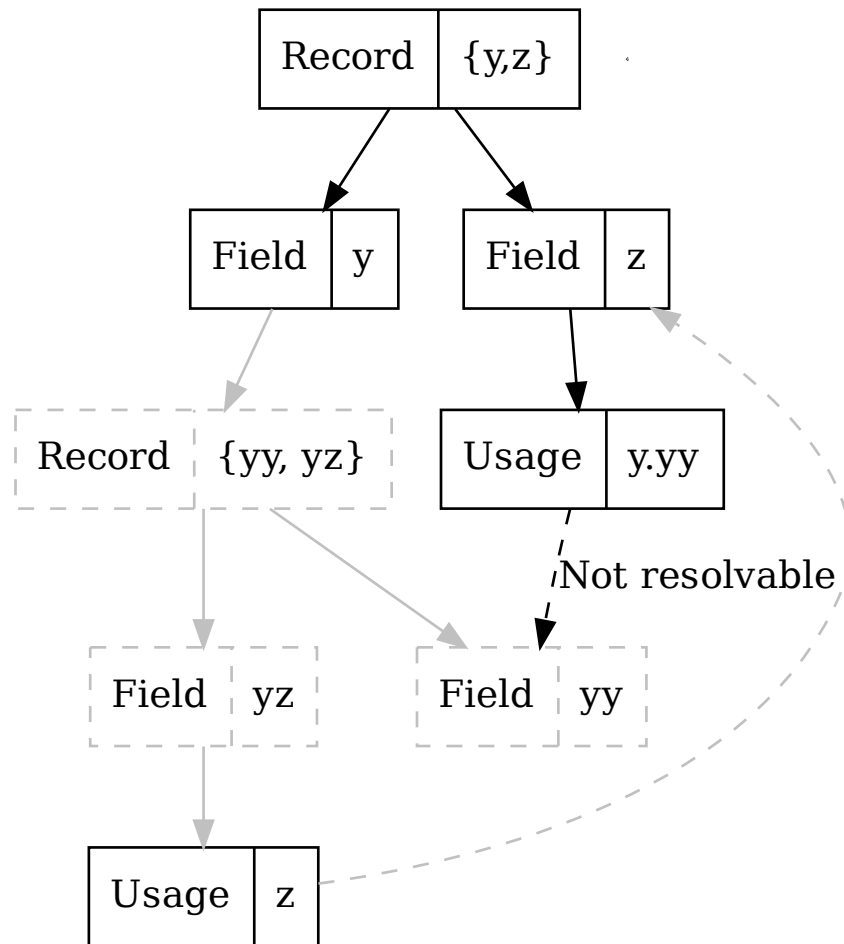 Record {y,z}
Field y
Field z
Record {yy, yz}
Usage y.yy
Not resolvable
Field yz
Field yy
Usage z